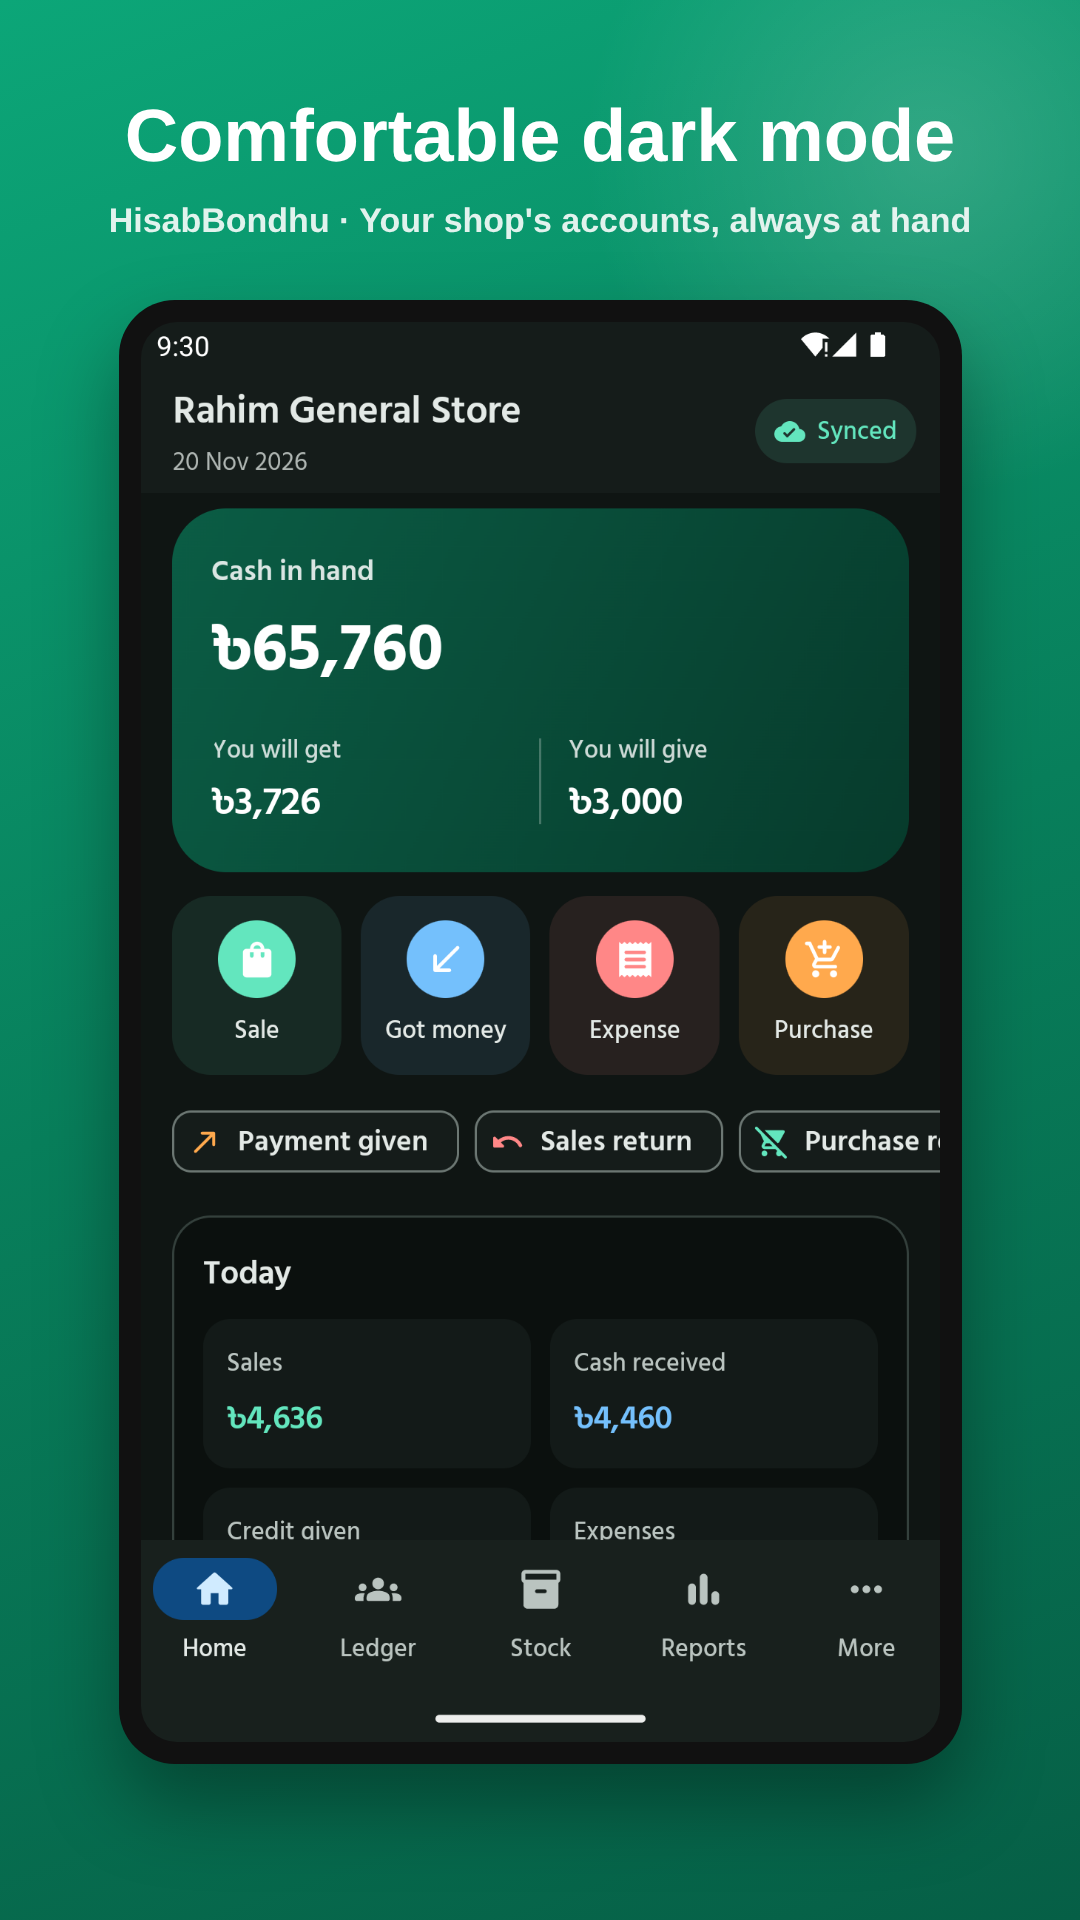 Comfortable dark mode
HisabBondhu · Your shop's accounts, always at hand
9:30
Rahim General Store
20 Nov 2026
Synced
Cash in hand
৳65,760
You will get
You will give
৳3,726
৳3,000
Sale
Got money
Expense
Purchase
Payment given
Sales return
Purchase re
Today
Sales
Cash received
৳4,636
৳4,460
Credit given
Expenses
Home
Ledger
Stock
Reports
More